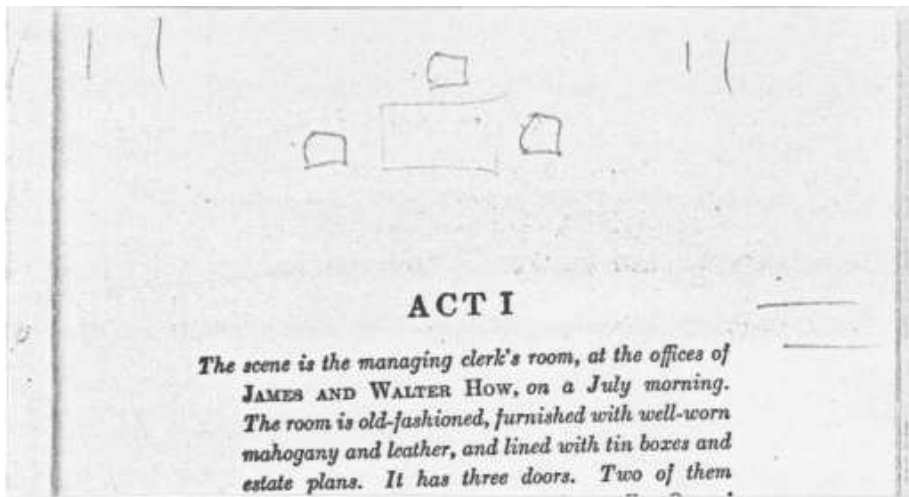 ACT I
The scene is the managing clerk's room, at the offices of
JAMES AND WALTER HOW, on a July morning.
The room is old-fashioned, furnished with well-worn
mahogany and leather, and lined with tin boxes and
estate plans. It has three doors. Two of them